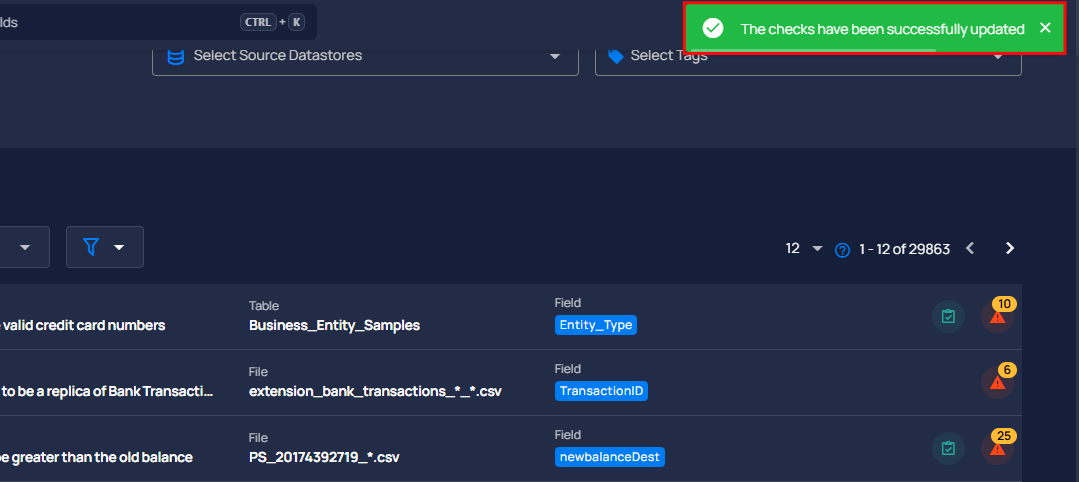 lds
CTRL + K
The checks have been successfully updated
Select Source Datastores
Select Tags
12
1 - 12 of 29863
Table
Field
10
valid credit card numbers
Business_Entity_Samples
Entity_Type
File
Field
6
to be a replica of Bank Transacti...
extension_bank_transactions_*_*.csv
TransactionID
File
Field
25
be greater than the old balance
PS_20174392719_*.csv
newbalanceDest